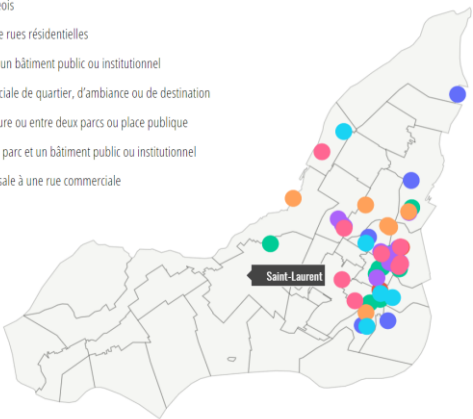 ois
e rues résidentielles
un bâtiment public ou institutionnel
ciale de quartier, d'ambiance ou de destination
ure ou entre deux parcs ou place publique
parc et un bâtiment public ou institutionnel
sale à une rue commerciale
Saint-Laurent